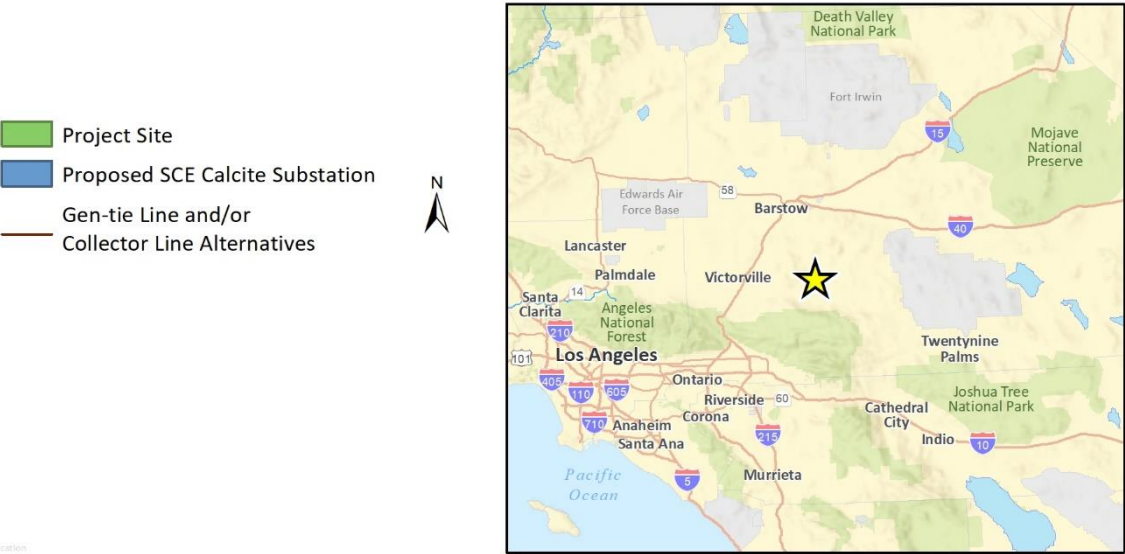 Project Site
Proposed SCE Calcite Substation
Gen-tie Line and/or
Collector Line Alternatives
N
Death Valley
National Park
Fort Irwin
15
Mojave
National
Preserve
58
Edwards Air
Force Base
Barstow
40
Lancaster
Palmdale
Victorville
14
Santa
Clarita
Angeles
National
Forest
210
Twentynine
Palms
101
Los Angeles
405
110
605
Ontario
Riverside
60
Joshua Tree
National Park
Corona
Cathedral
City
710
Anaheim
215
Indio
10
Santa Ana
Pacific
Ocean
5
Murrieta